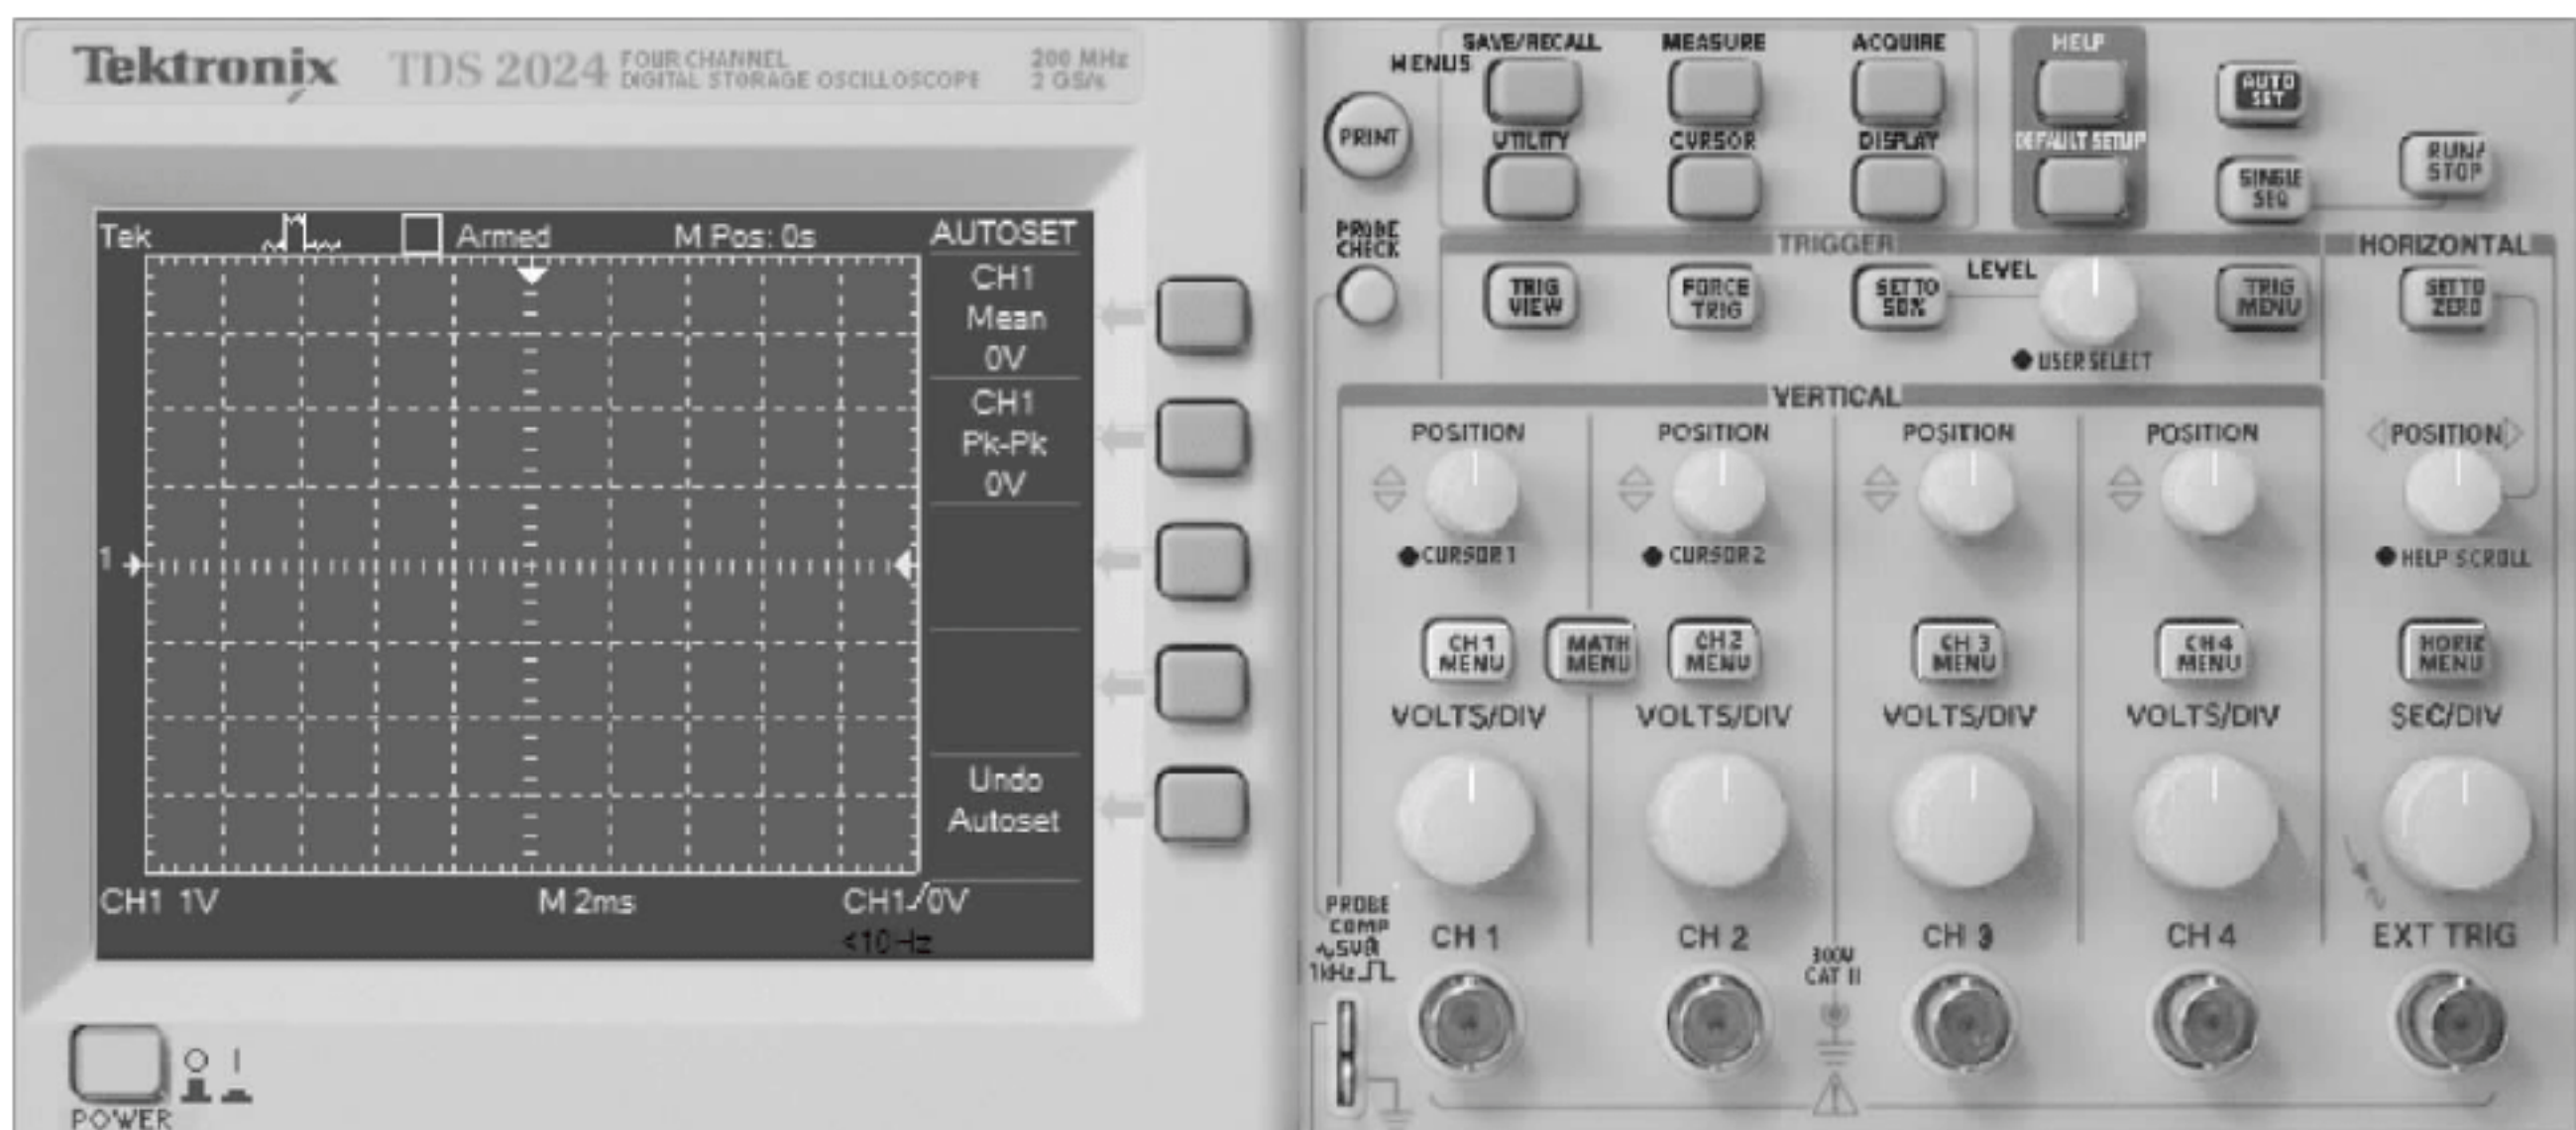 Tektronix TDS 2024 FOUR CHANNEL
DIGITAL STORAGE OSCILLOSCOPE
200 MHz
2 GS/s
Tek Armed M Pos: 0s AUTOSET
CH1
Mean
0V
CH1
Pk-Pk
0V
1
Undo
Autoset
CH1 1V M 2ms CH1 0V
<10Hz
POWER
MENUS
SAVE/RECALL MEASURE ACQUIRE HELP
AUTO
SET
PRINT
UTILITY CURSOR DISPLAY DEFAULT SETUP
SINGLE
SEQ
RUN/
STOP
PROBE
CHECK
TRIGGER HORIZONTAL
TRIG
VIEW
FORCE
TRIG
SET TO
50%
LEVEL
USER SELECT
TRIG
MENU
SET TO
ZERO
VERTICAL
POSITION POSITION POSITION POSITION POSITION
CURSOR 1 CURSOR 2 HELP SCROLL
CH 1
MENU
MATH
MENU
CH 2
MENU
CH 3
MENU
CH 4
MENU
HORIZ
MENU
VOLTS/DIV VOLTS/DIV VOLTS/DIV VOLTS/DIV SEC/DIV
PROBE
COMP
~5V
1kHz
CH 1 CH 2 CH 3 CH 4 EXT TRIG
300V
CAT II